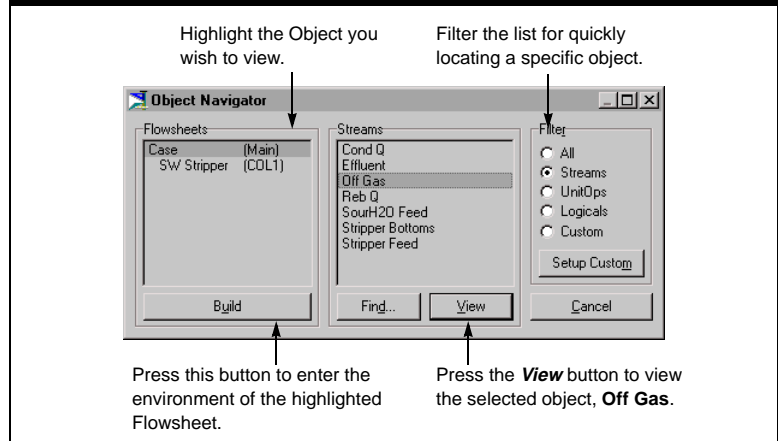 Highlight the Object you
wish to view.
Filter the list for quickly
locating a specific object.
Object Navigator
Flowsheets
Case (Main)
SW Stripper (COL1)
Build
Streams
Cond Q
Effluent
Off Gas
Reb Q
SourH2O Feed
Stripper Bottoms
Stripper Feed
Find...
View
Filter
All
Streams
UnitOps
Logicals
Custom
Setup Custom
Cancel
Press this button to enter the
environment of the highlighted
Flowsheet.
Press the View button to view
the selected object, Off Gas.